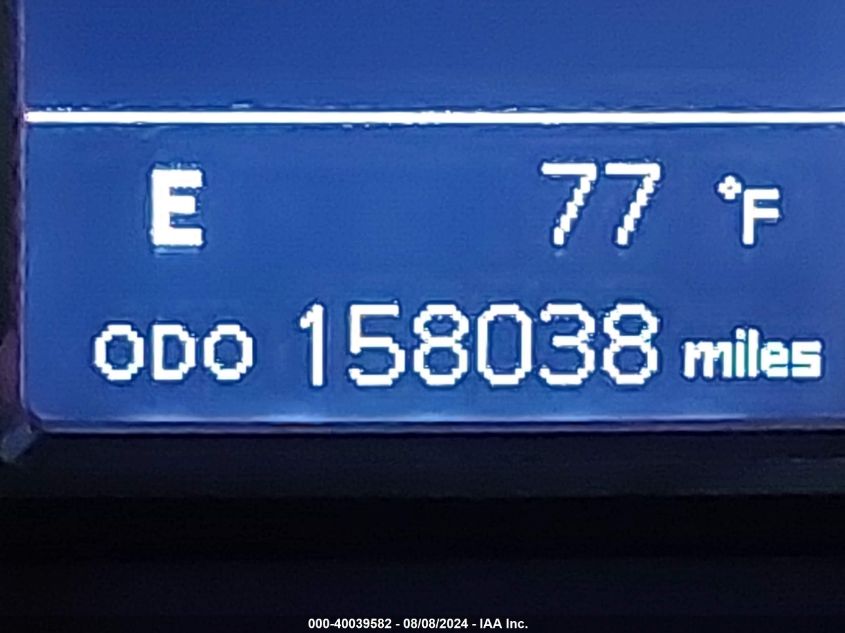 E 77 °F
ODO 158038 miles
000-40039582 - 08/08/2024 - IAA Inc.